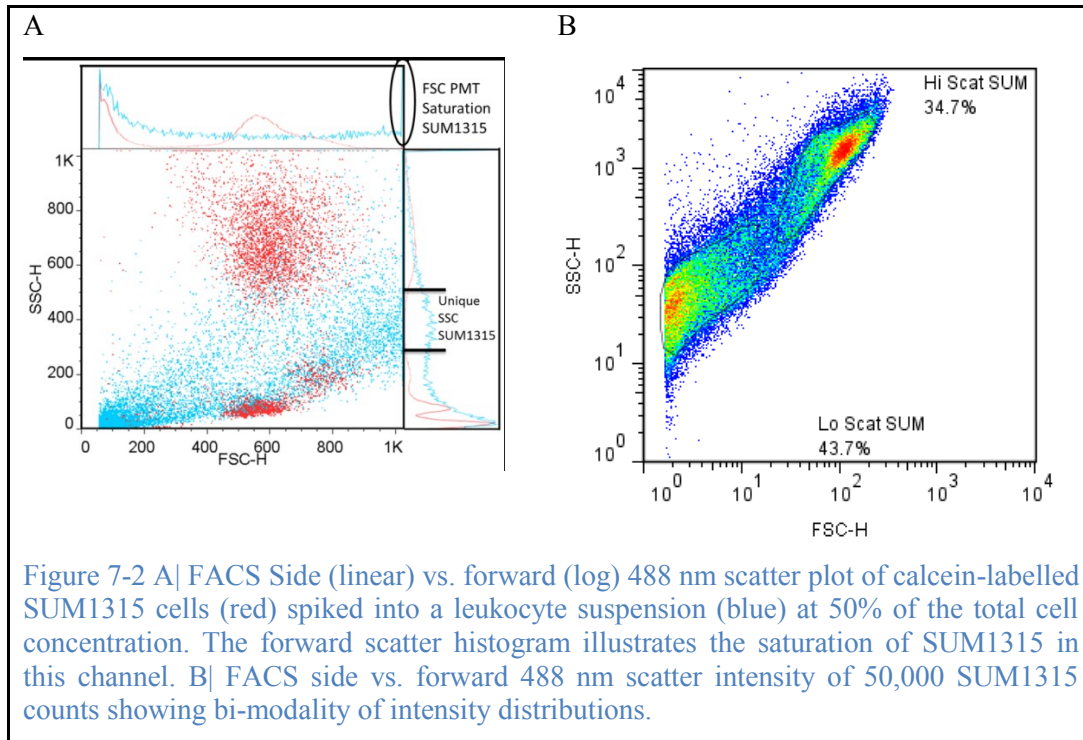 A
B
FSC PMT
Saturation
SUM1315
1K
800
600
400
200
0
SSC-H
Unique
SSC
SUM1315
0 200 400 600 800 1K
FSC-H
10^4
10^3
10^2
10^1
10^0
SSC-H
Hi Scat SUM
34.7%
Lo Scat SUM
43.7%
10^0 10^1 10^2 10^3 10^4
FSC-H
Figure 7-2 A| FACS Side (linear) vs. forward (log) 488 nm scatter plot of calcein-labelled
SUM1315 cells (red) spiked into a leukocyte suspension (blue) at 50% of the total cell
concentration. The forward scatter histogram illustrates the saturation of SUM1315 in
this channel. B| FACS side vs. forward 488 nm scatter intensity of 50,000 SUM1315
counts showing bi-modality of intensity distributions.